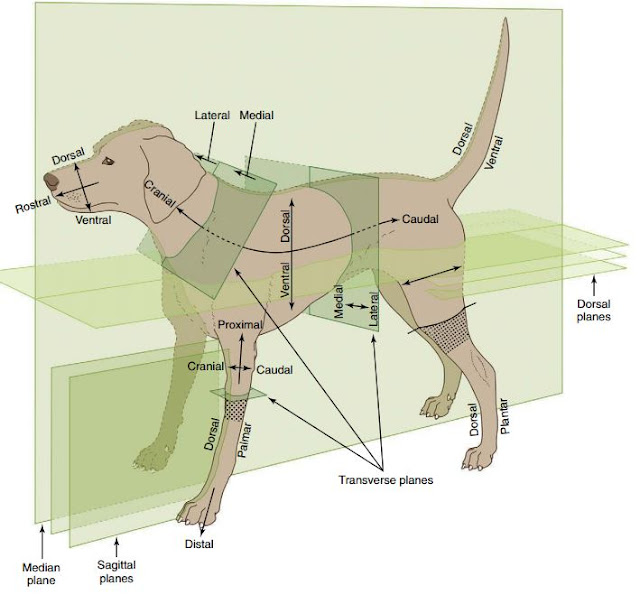 Lateral
Medial
Dorsal
Rostral
Ventral
Cranial
Dorsal
Ventral
Caudal
Dorsal
Ventral
Medial
Lateral
Dorsal
planes
Proximal
Cranial
Caudal
Dorsal
Palmar
Dorsal
Plantar
Transverse planes
Distal
Median
plane
Sagittal
planes